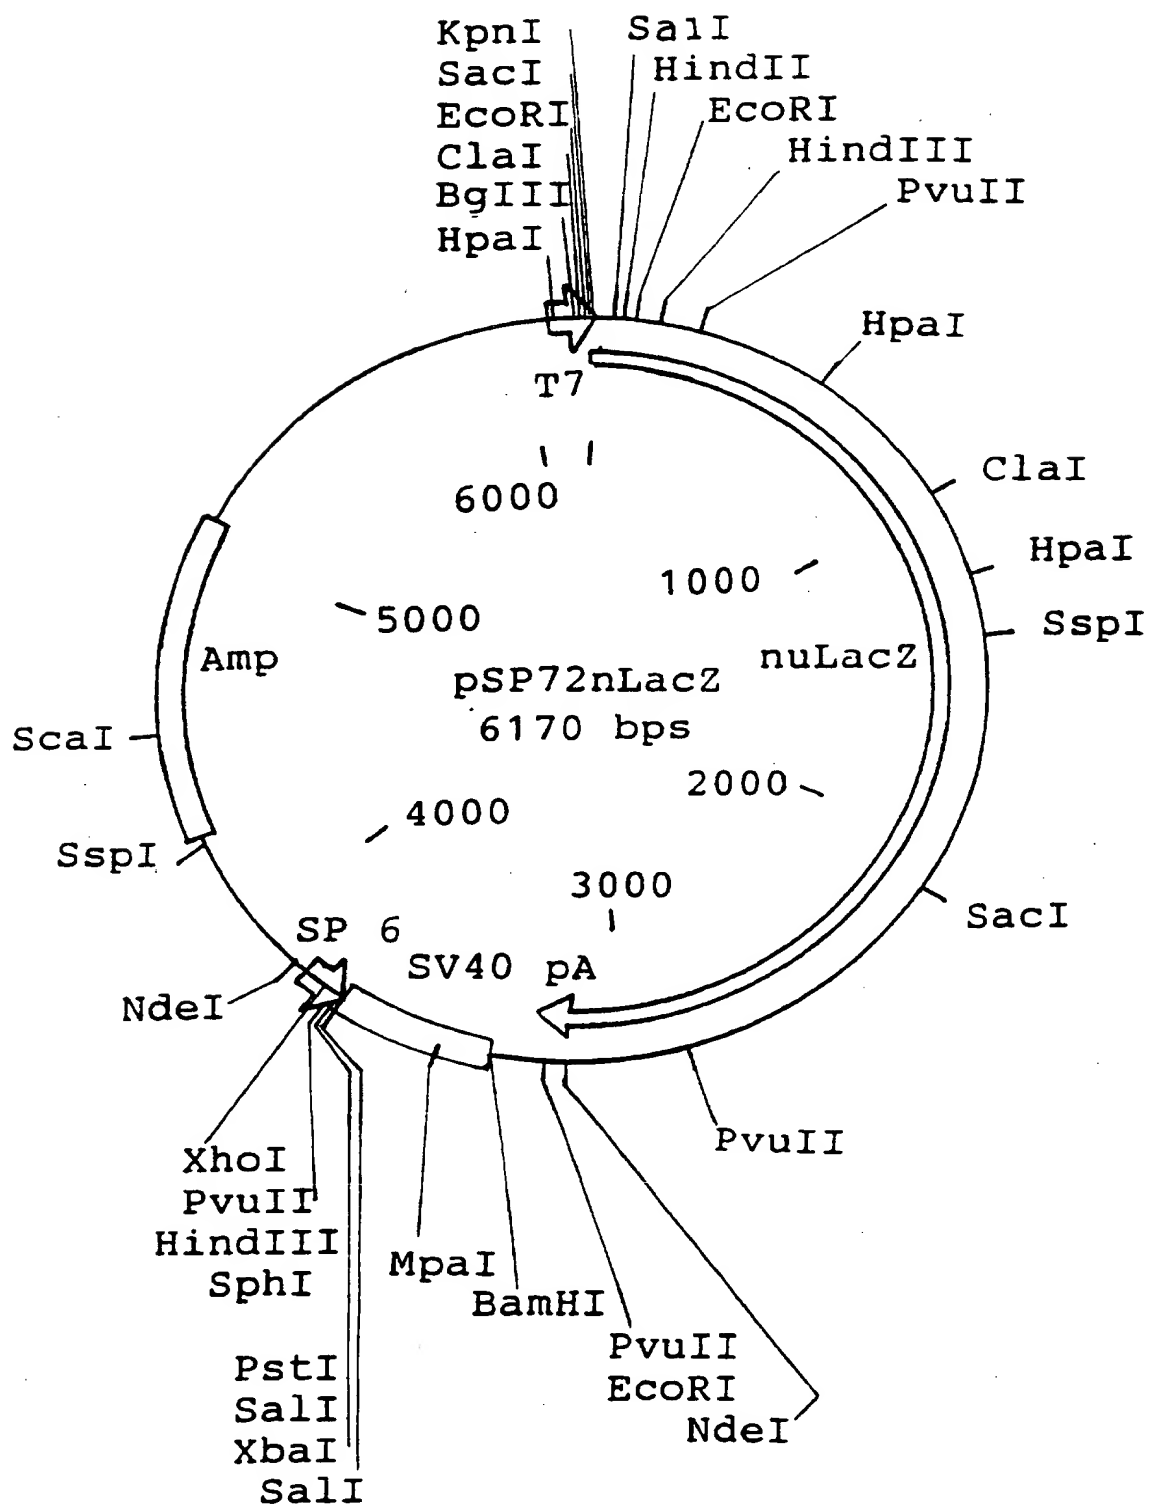 KpnI
SacI
EcoRI
ClaI
BgIII
HpaI
SalI
HindII
EcoRI
HindIII
PvuII
HpaI
ClaI
HpaI
SspI
SacI
PvuII
T7
6000
1000
5000
2000
4000
3000
nuLacZ
pSP72nLacZ
6170 bps
Amp
ScaI
SspI
SP 6
SV40 pA
NdeI
XhoI
PvuII
HindIII
SphI
PstI
SalI
XbaI
SalI
MpaI
BamHI
PvuII
EcoRI
NdeI